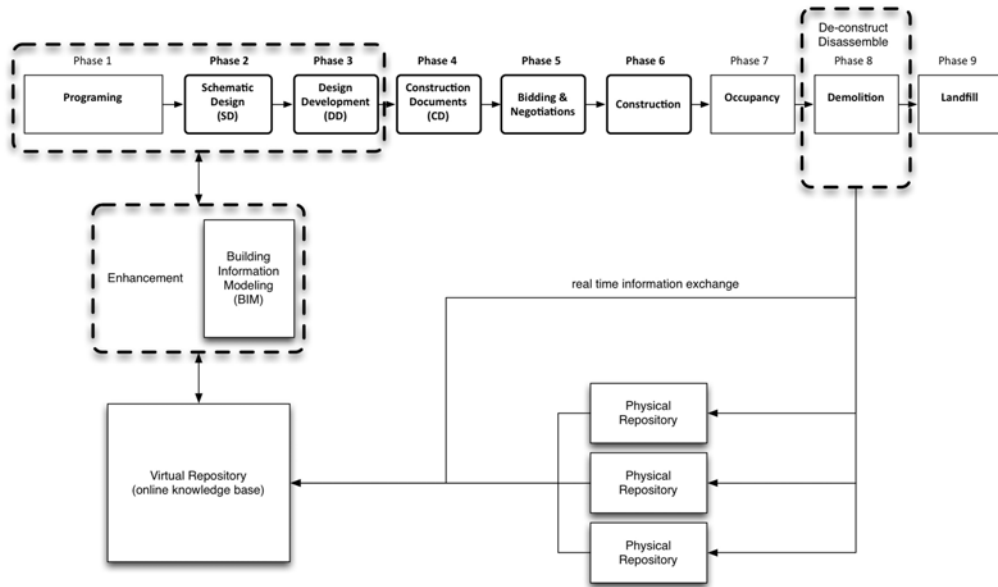 De-construct
Disassemble
Phase 1
Phase 2
Phase 3
Phase 4
Phase 5
Phase 6
Phase 7
Phase 8
Phase 9
Programing
Schematic
Design
(SD)
Design
Development
(DD)
Construction
Documents
(CD)
Bidding &
Negotiations
Construction
Occupancy
Demolition
Landfill
Enhancement
Building
Information
Modeling
(BIM)
real time information exchange
Physical
Repository
Physical
Repository
Physical
Repository
Virtual Repository
(online knowledge base)